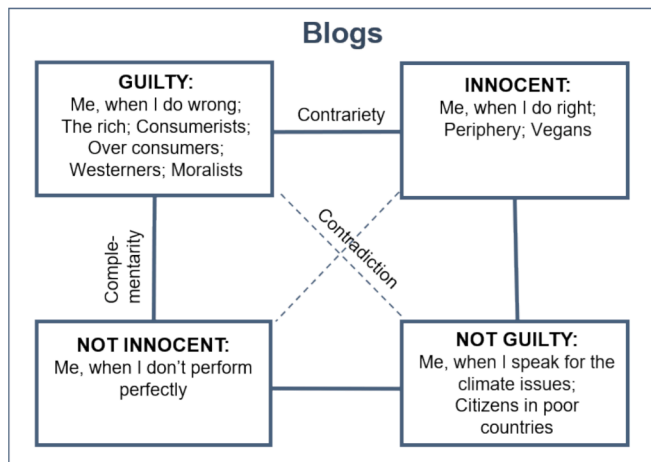 Blogs
GUILTY:
Me, when I do wrong;
The rich; Consumerists;
Over consumers;
Westerners; Moralists
Contrariety
INNOCENT:
Me, when I do right;
Periphery; Vegans
Comple-
mentarity
Contradiction
NOT INNOCENT:
Me, when I don't perform
perfectly
NOT GUILTY:
Me, when I speak for the
climate issues;
Citizens in poor
countries